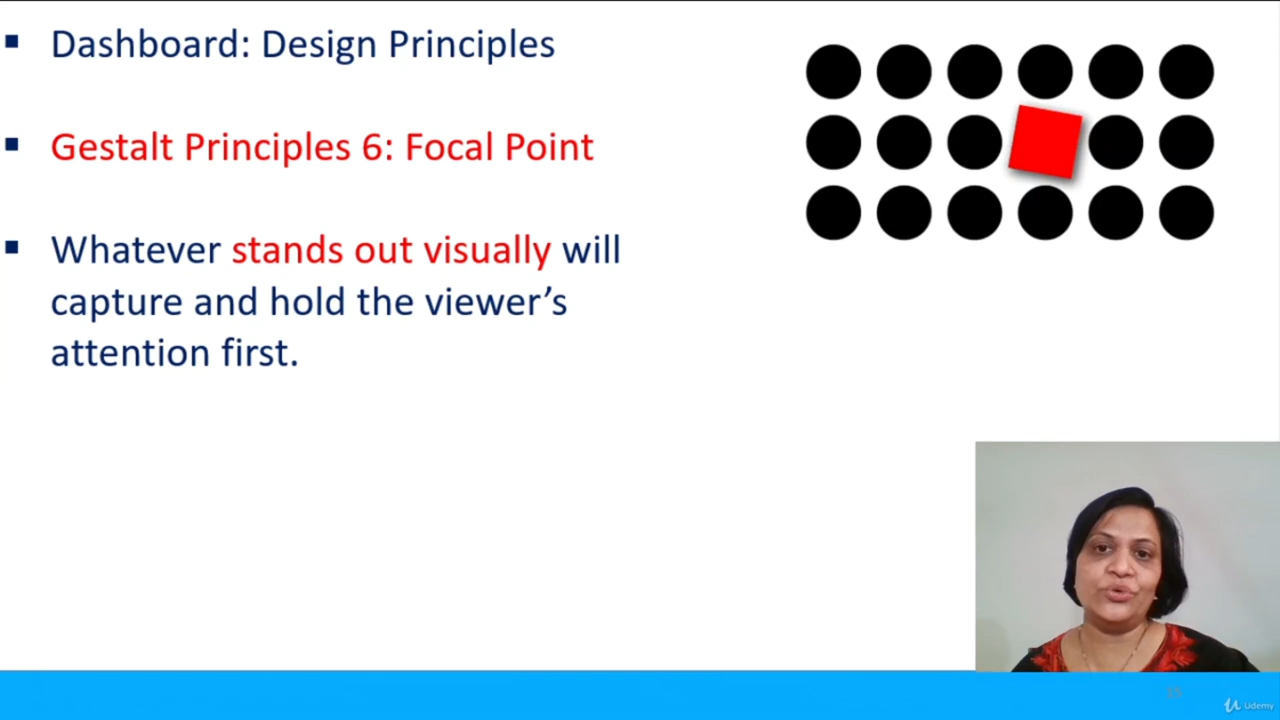 Dashboard: Design Principles
Gestalt Principles 6: Focal Point
Whatever stands out visually will
capture and hold the viewer’s
attention first.
Udemy